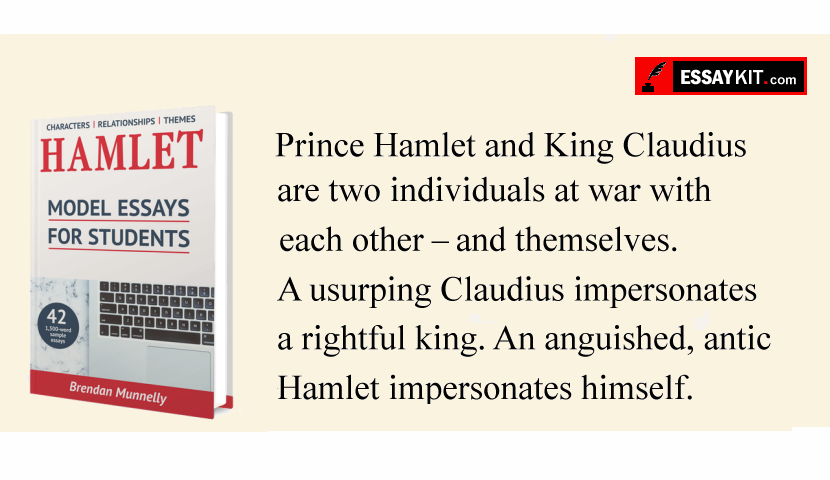 ESSAYKIT.com
CHARACTERS | RELATIONSHIPS | THEMES
HAMLET
MODEL ESSAYS
FOR STUDENTS
42
1,500-word
sample
essays
Brendan Munnelly
Prince Hamlet and King Claudius
are two individuals at war with
each other – and themselves.
A usurping Claudius impersonates
a rightful king. An anguished, antic
Hamlet impersonates himself.